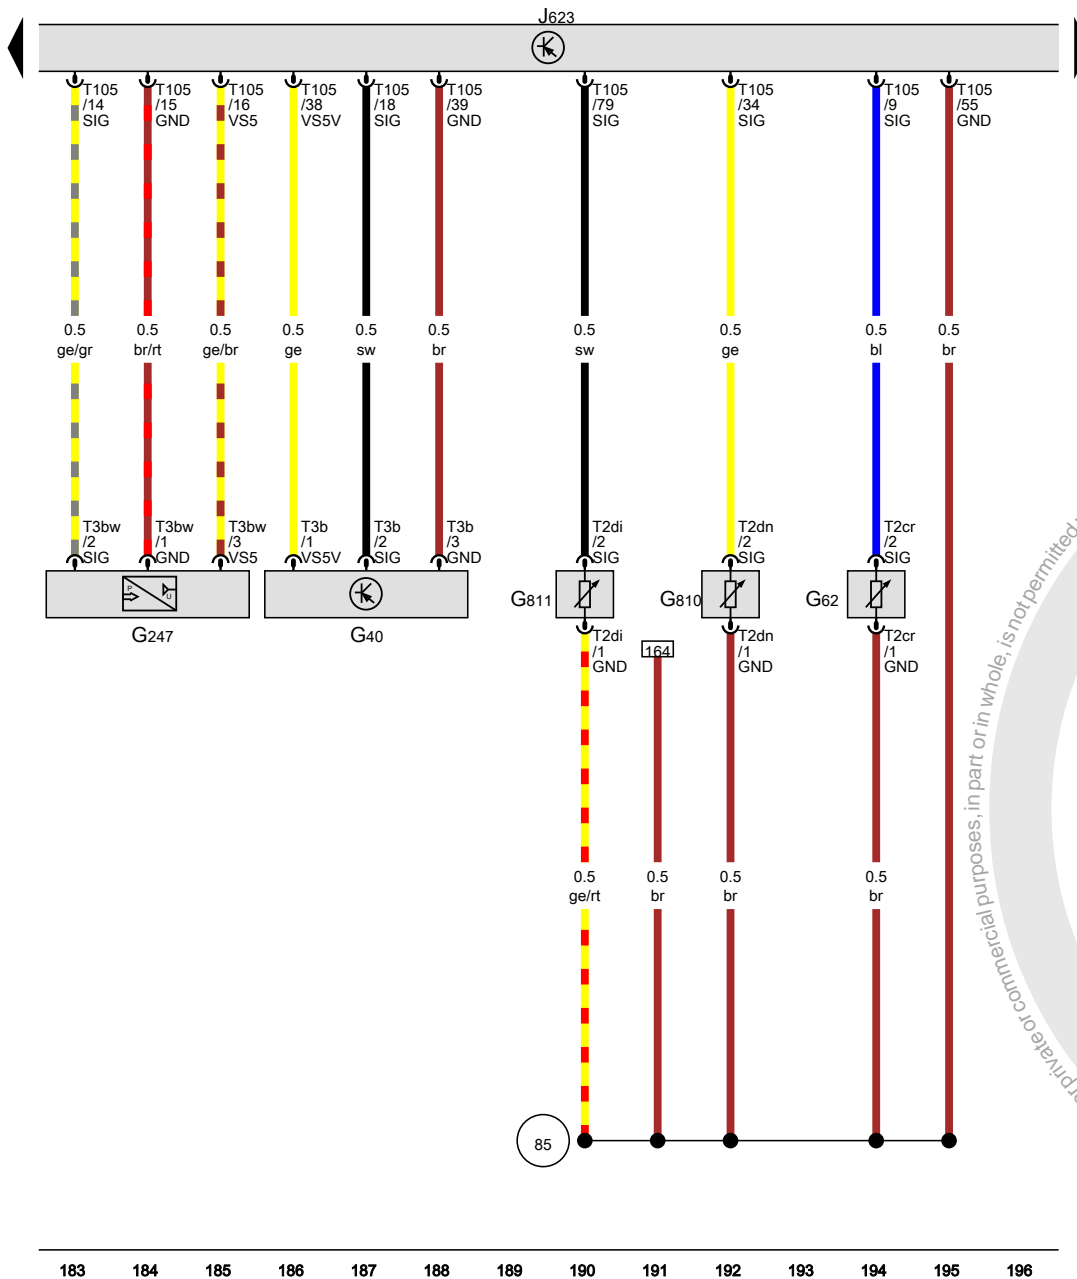 J623
T105 T105 T105 T105 T105 T105 T105 T105 T105 T105
/14 /15 /16 /38 /18 /39 /79 /34 /9 /55
SIG GND VS5 VS5V SIG GND SIG SIG SIG GND
0.5 0.5 0.5 0.5 0.5 0.5 0.5 0.5 0.5 0.5
ge/gr br/rt ge/br ge sw br sw ge bl br
T3bw T3bw T3bw T3b T3b T3b T2di T2dn T2cr
/2 /1 /3 /1 /2 /3 /2 /2 /2
SIG GND VS5 VS5V SIG GND SIG SIG SIG
P U
G811 G810 G62
G247 G40
T2di T2dn T2cr
/1 164 /1 /1
GND GND GND
0.5 0.5 0.5 0.5
ge/rt br br br
85
183 184 185 186 187 188 189 190 191 192 193 194 195 196
private or commercial purposes, in part or in whole, is not permitted